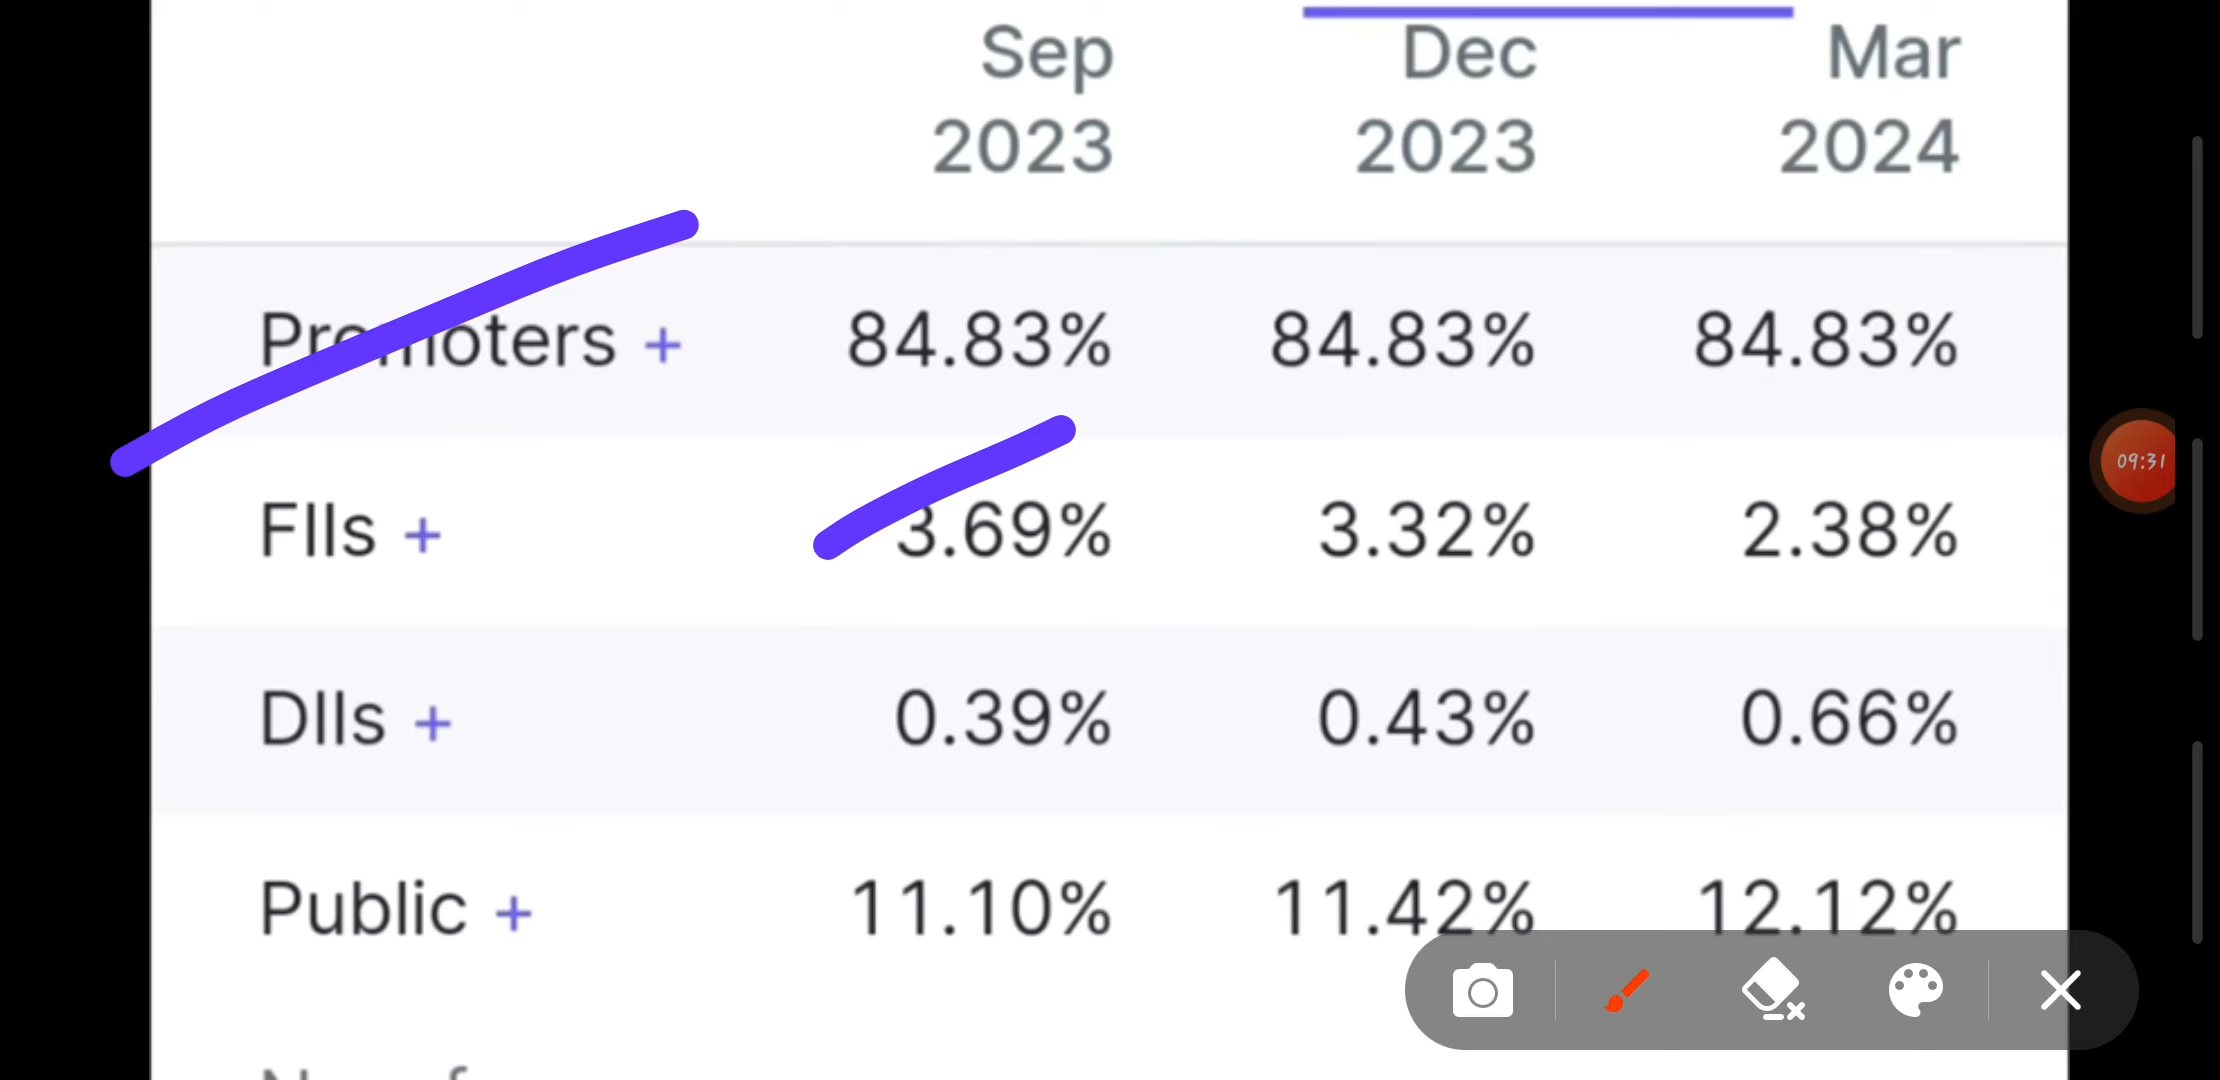 Sep Dec Mar
2023 2023 2024
Promoters + 84.83% 84.83% 84.83%
FIIs + 3.69% 3.32% 2.38%
09:31
DIIs + 0.39% 0.43% 0.66%
Public + 11.10% 11.42% 12.12%